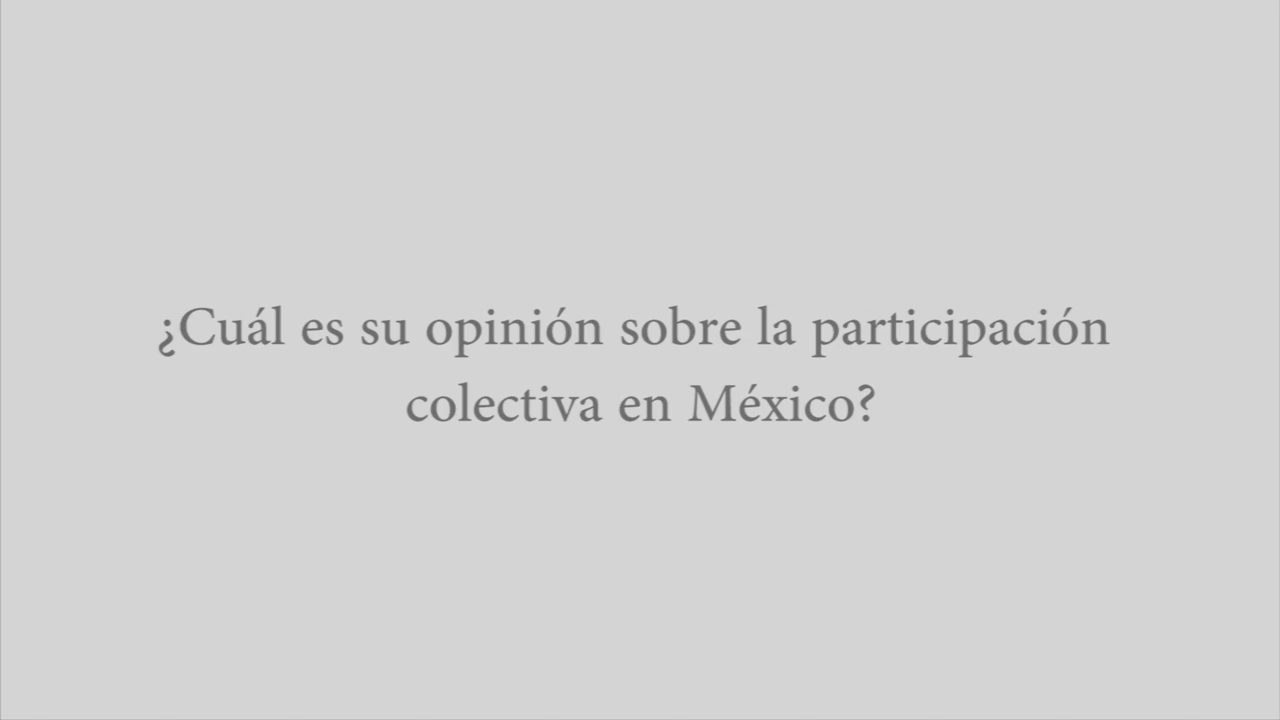 ¿Cuál es su opinión sobre la participación
colectiva en México?